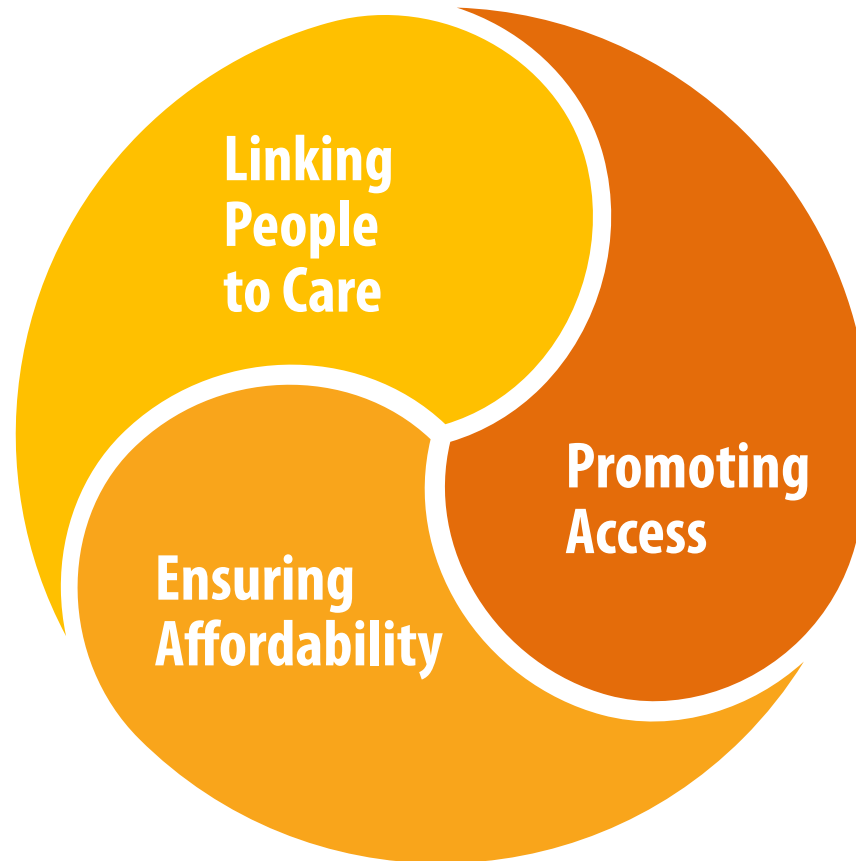 Linking
People
to Care
Promoting
Access
Ensuring
Affordability